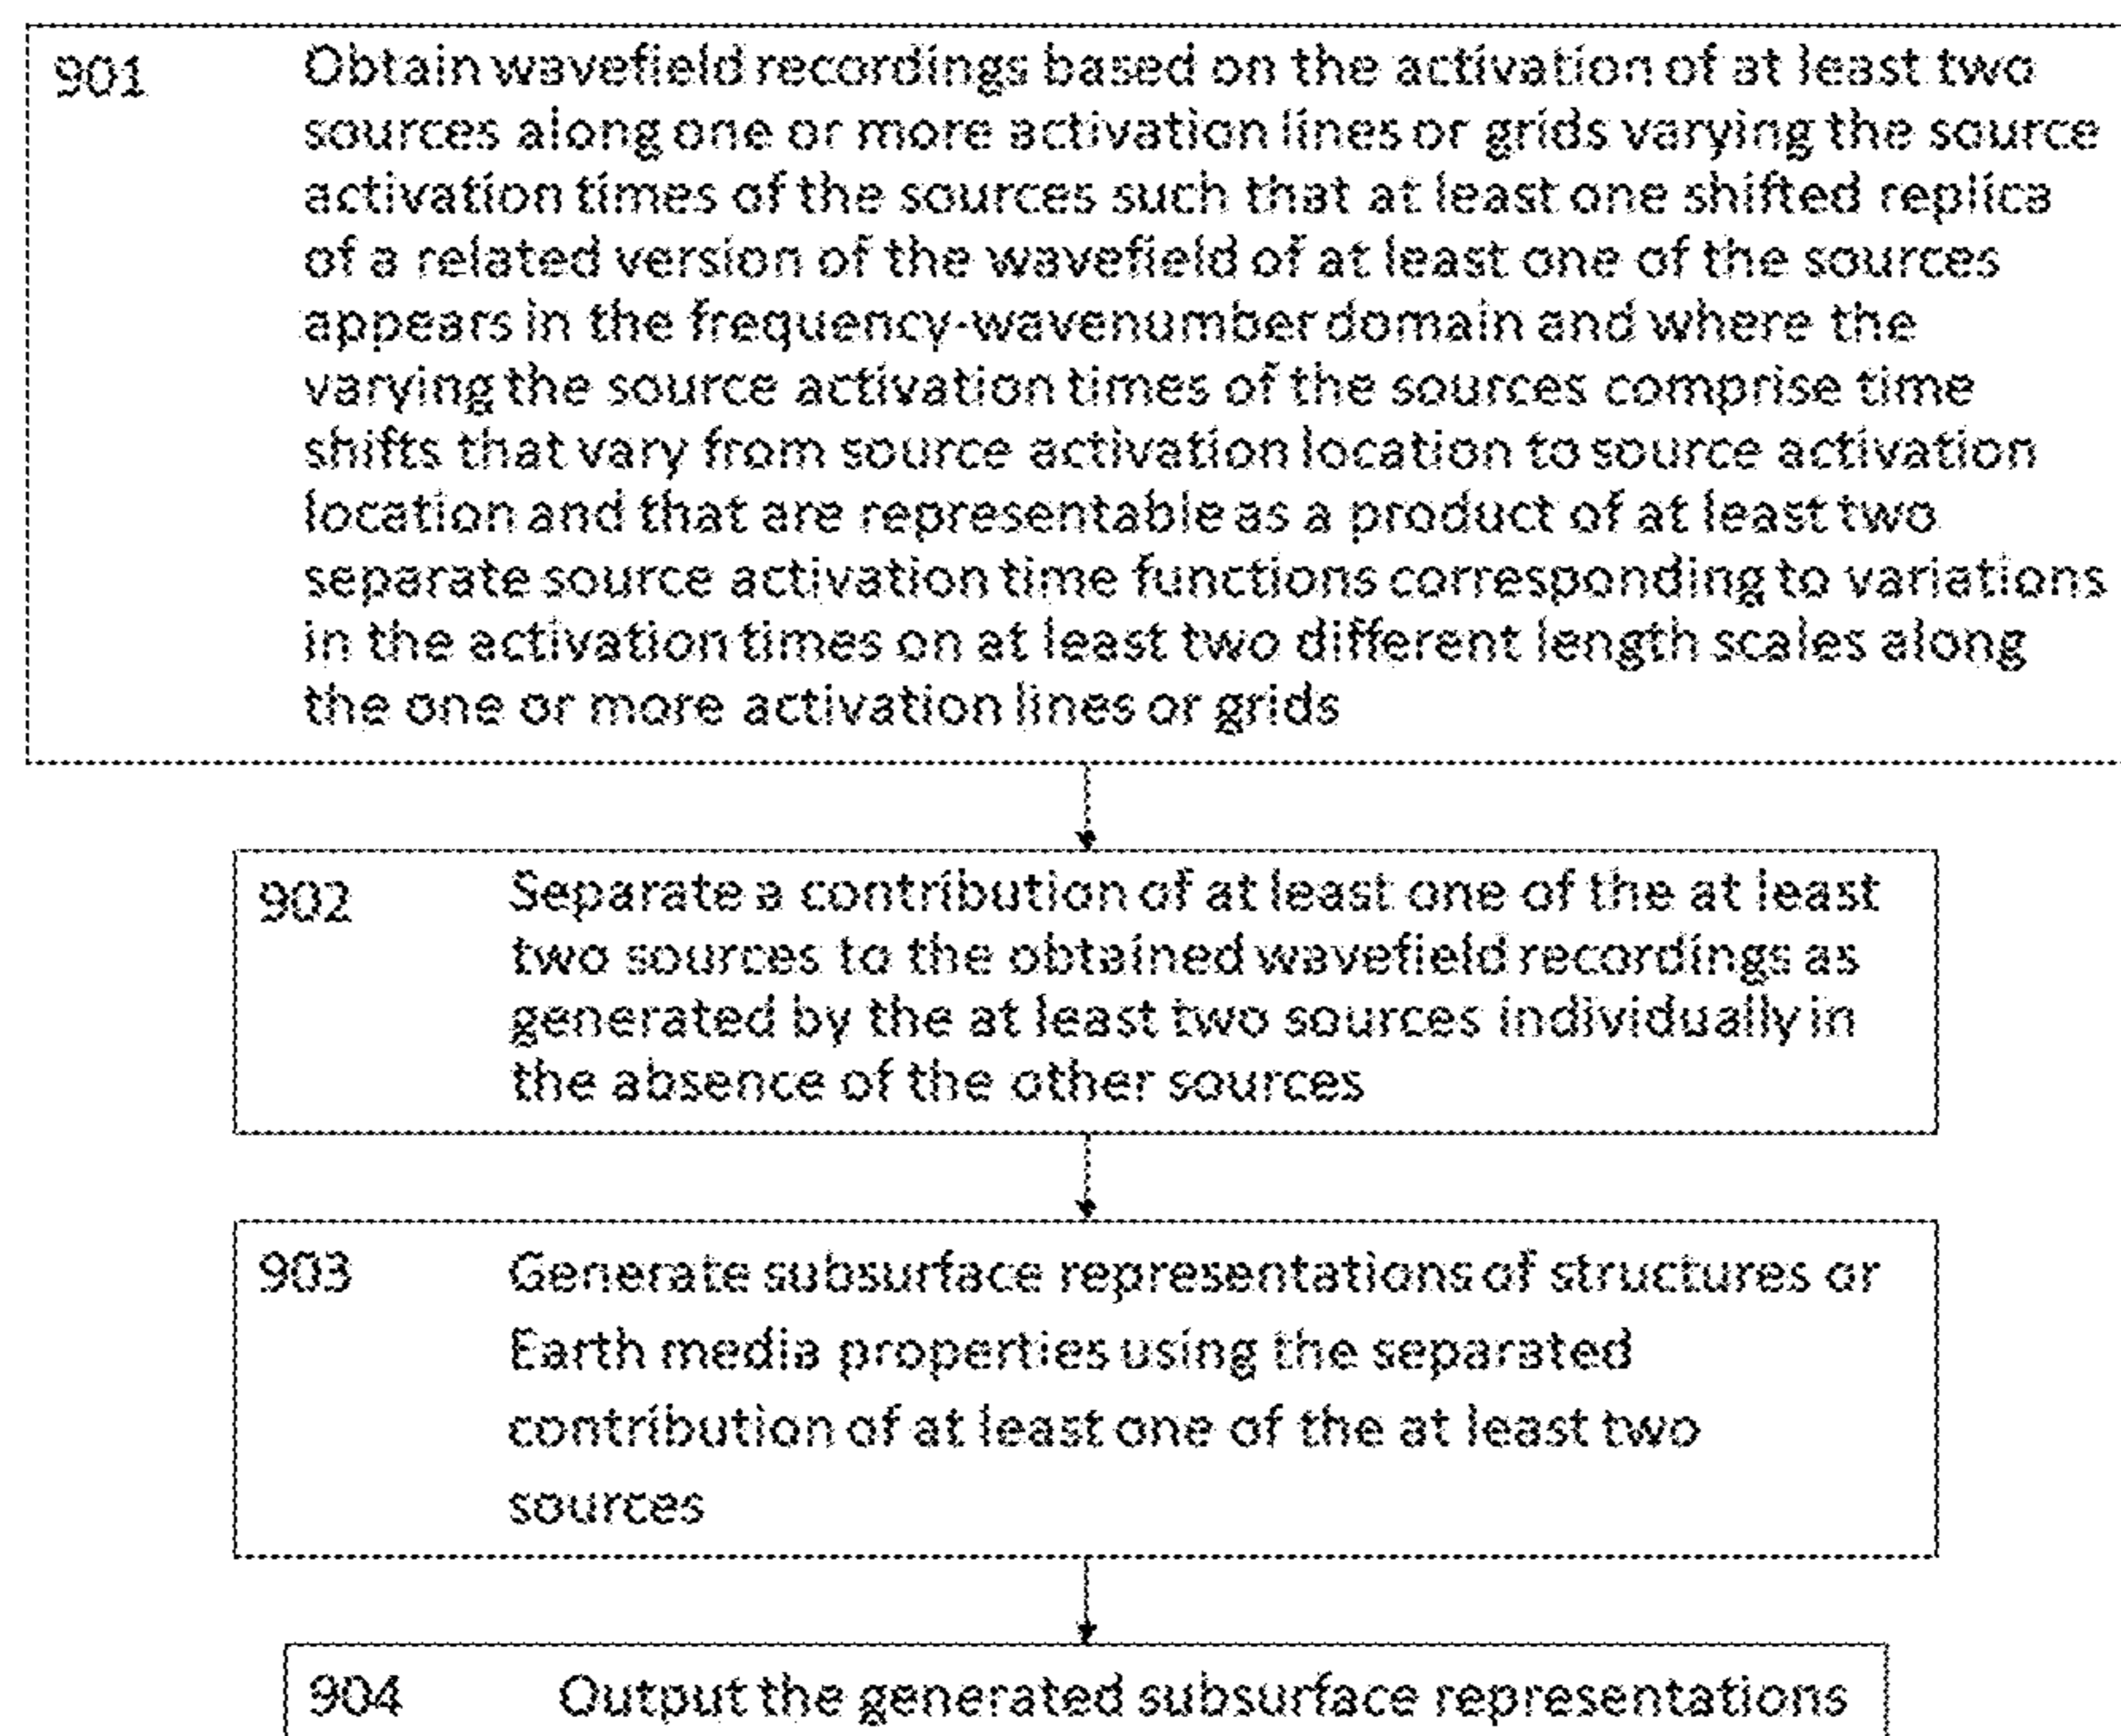 901 Obtain wavefield recordings based on the activation of at least two
sources along one or more activation lines or grids varying the source
activation times of the sources such that at least one shifted replica
of a related version of the wavefield of at least one of the sources
appears in the frequency-wavenumber domain and where the
varying the source activation times of the sources comprise time
shifts that vary from source activation location to source activation
location and that are representable as a product of at least two
separate source activation time functions corresponding to variations
in the activation times on at least two different length scales along
the one or more activation lines or grids
902 Separate a contribution of at least one of the at least
two sources to the obtained wavefield recordings as
generated by the at least two sources individually in
the absence of the other sources
903 Generate subsurface representations of structures or
Earth media properties using the separated
contribution of at least one of the at least two
sources
904 Output the generated subsurface representations